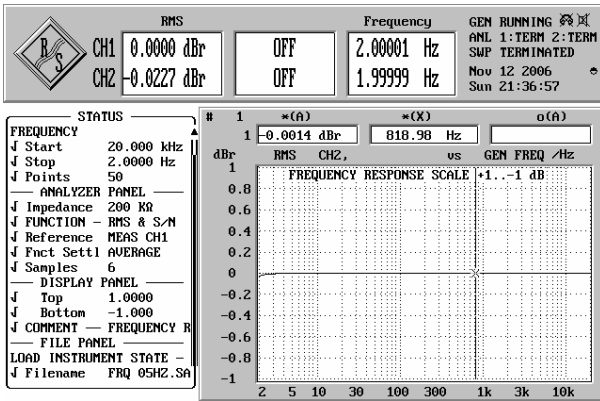 RMS
Frequency
R S
CH1 0.0000 dBr
OFF
2.00001 Hz
CH2 -0.0227 dBr
OFF
1.99999 Hz
GEN RUNNING
ANL 1:TERM 2:TERM
SWP TERMINATED
Nov 12 2006
Sun 21:36:57
STATUS
FREQUENCY
√ Start 20.000 kHz
√ Stop 2.0000 Hz
√ Points 50
ANALYZER PANEL
√ Impedance 200 KΩ
√ FUNCTION – RMS & S/N
√ Reference MEAS CH1
√ Fnct Settl AVERAGE
√ Samples 6
DISPLAY PANEL
√ Top 1.0000
√ Bottom -1.000
√ COMMENT — FREQUENCY R
FILE PANEL
LOAD INSTRUMENT STATE –
√ Filename FRQ 05HZ.SA
# 1 *(A) *(X) o(A)
1 -0.0014 dBr 818.98 Hz
dBr RMS CH2, vs GEN FREQ /Hz
FREQUENCY RESPONSE SCALE +1..-1 dB
1
0.8
0.6
0.4
0.2
0
-0.2
-0.4
-0.6
-0.8
-1
2 5 10 30 100 300 1k 3k 10k